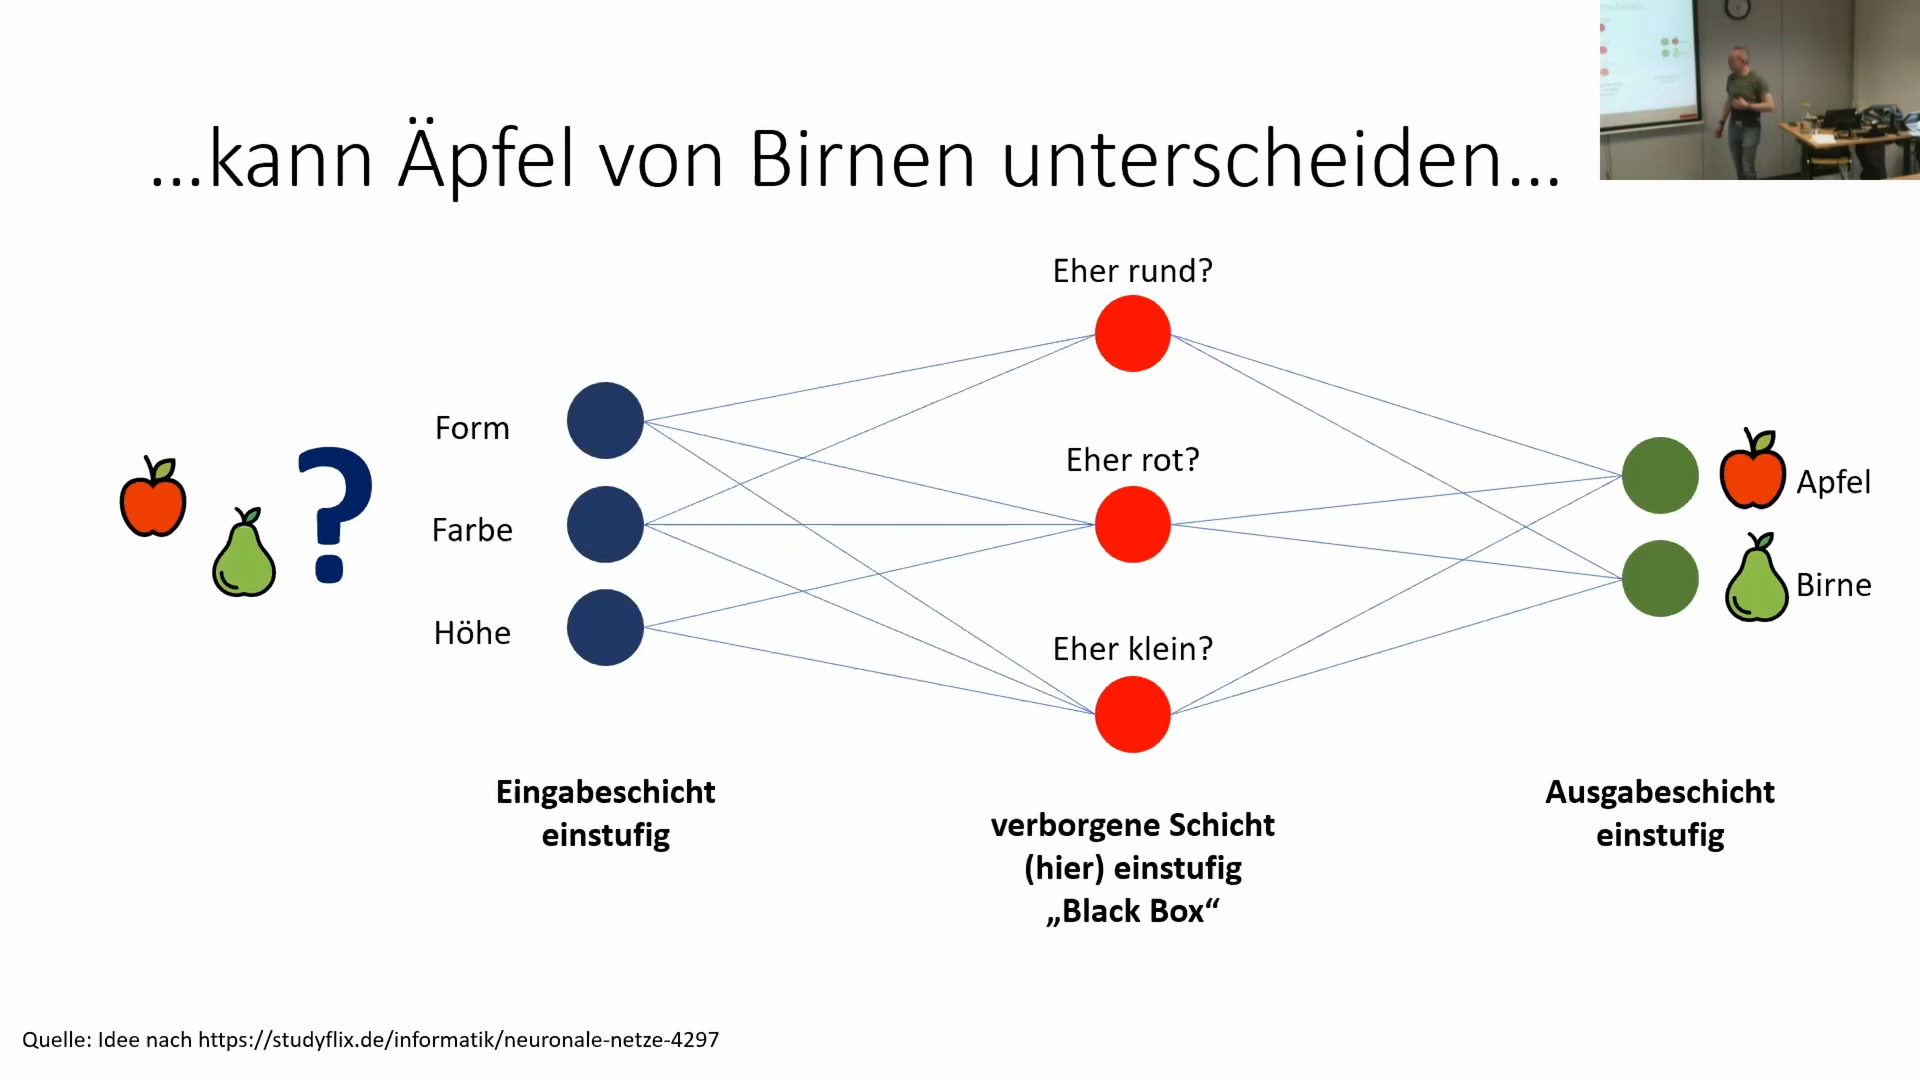 ...kann Äpfel von Birnen unterscheiden...
Eher rund?
Form
Eher rot?
Apfel
Farbe
Birne
Höhe
Eher klein?
?
Eingabeschicht
einstufig
verborgene Schicht
(hier) einstufig
„Black Box“
Ausgabeschicht
einstufig
Quelle: Idee nach https://studyflix.de/informatik/neuronale-netze-4297